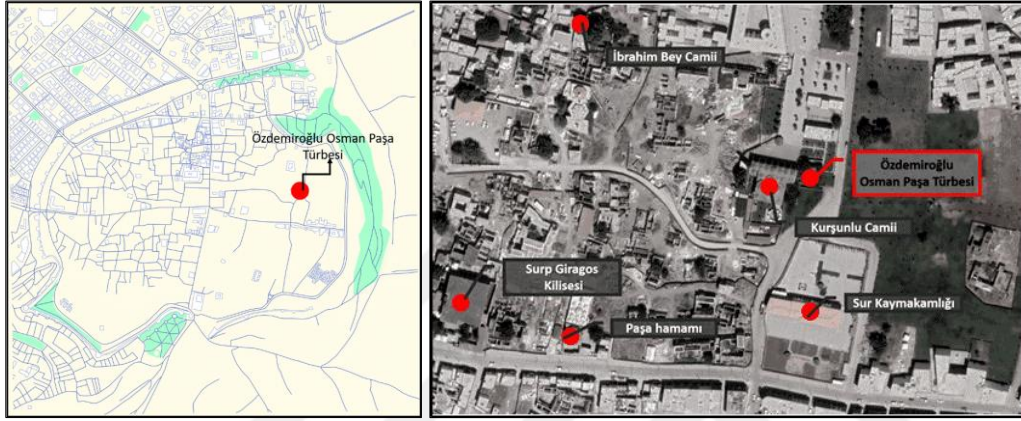 Özdemiroğlu Osman Paşa
Türbesi
İbrahim Bey Camii
Özdemiroğlu
Osman Paşa Türbesi
Kurşunlu Camii
Surp Giragos
Kilisesi
Sur Kaymakamlığı
Paşa hamamı